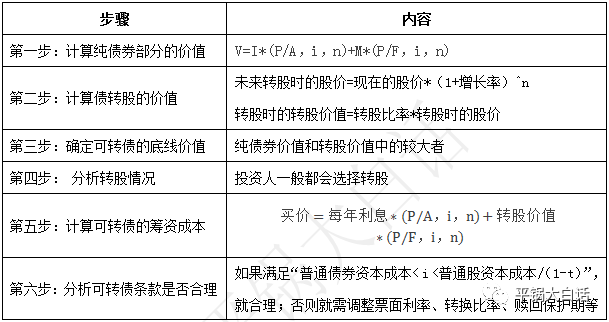 步骤
内容
第一步：计算纯债券部分的价值
V=I*(P/A，i，n)+M*(P/F，i，n)
第二步：计算债转股的价值
未来转股时的股价=现在的股价*（1+增长率）^n
转股时的转股价值=转股比率*转股时的股价
第三步：确定可转债的底线价值
纯债券价值和转股价值中的较大者
第四步： 分析转股情况
投资人一般都会选择转股
第五步：计算可转债的筹资成本
买价＝每年利息*(P/A，i，n)＋转股价值
*(P/F，i，n)
第六步：分析可转债条款是否合理
如果满足“普通债券资本成本<i<普通股资本成本/(1-t)”，
就合理；否则就需调整票面利率、转换比率、赎回保护期等
平锅大白话
平锅大白话